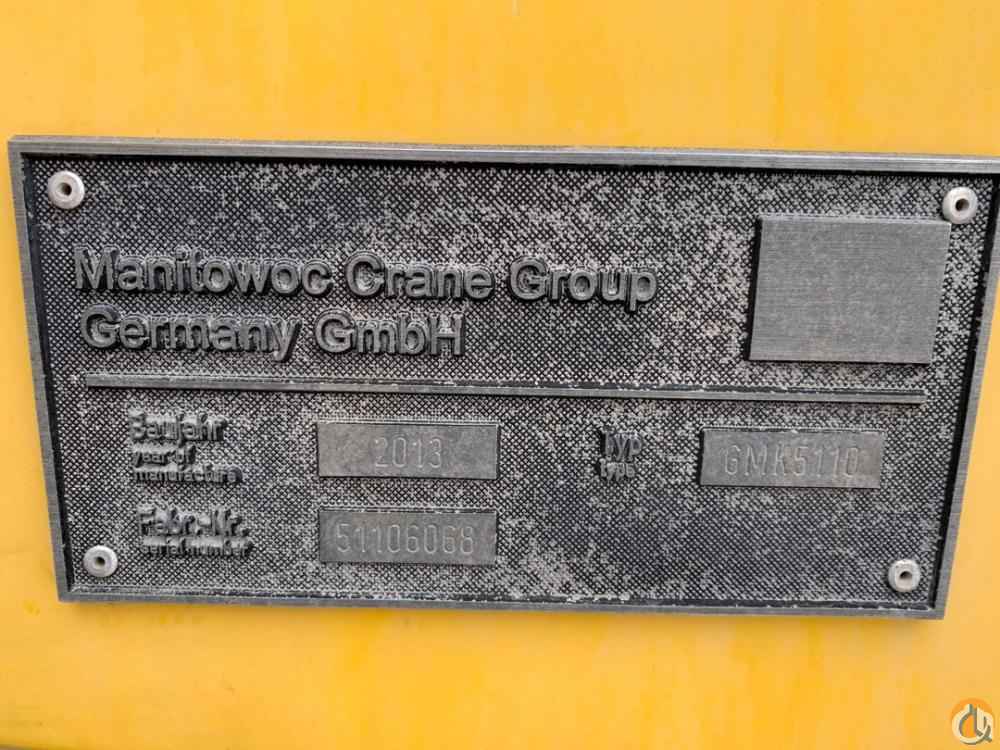 Manitowoc Crane Group
Germany GmbH
Baujahr
year of
manufacture
2013
Typ
type
GMK5110
Fabr.-Nr.
serial number
51106068